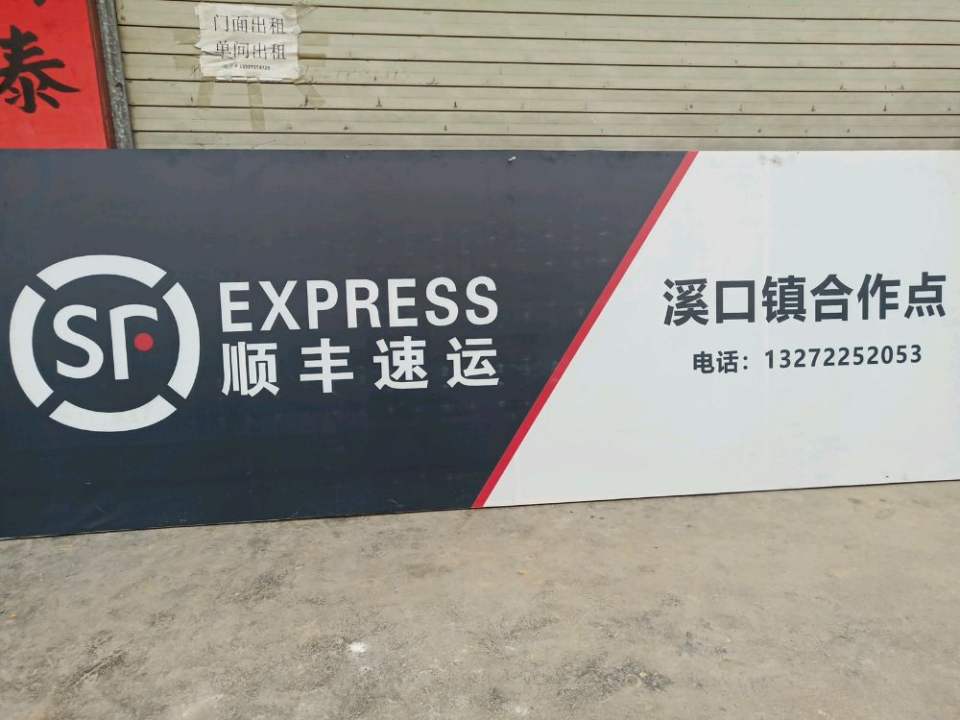 泰
门面出租
单间出租
SF
EXPRESS
顺丰速运
溪口镇合作点
电话：13272252053